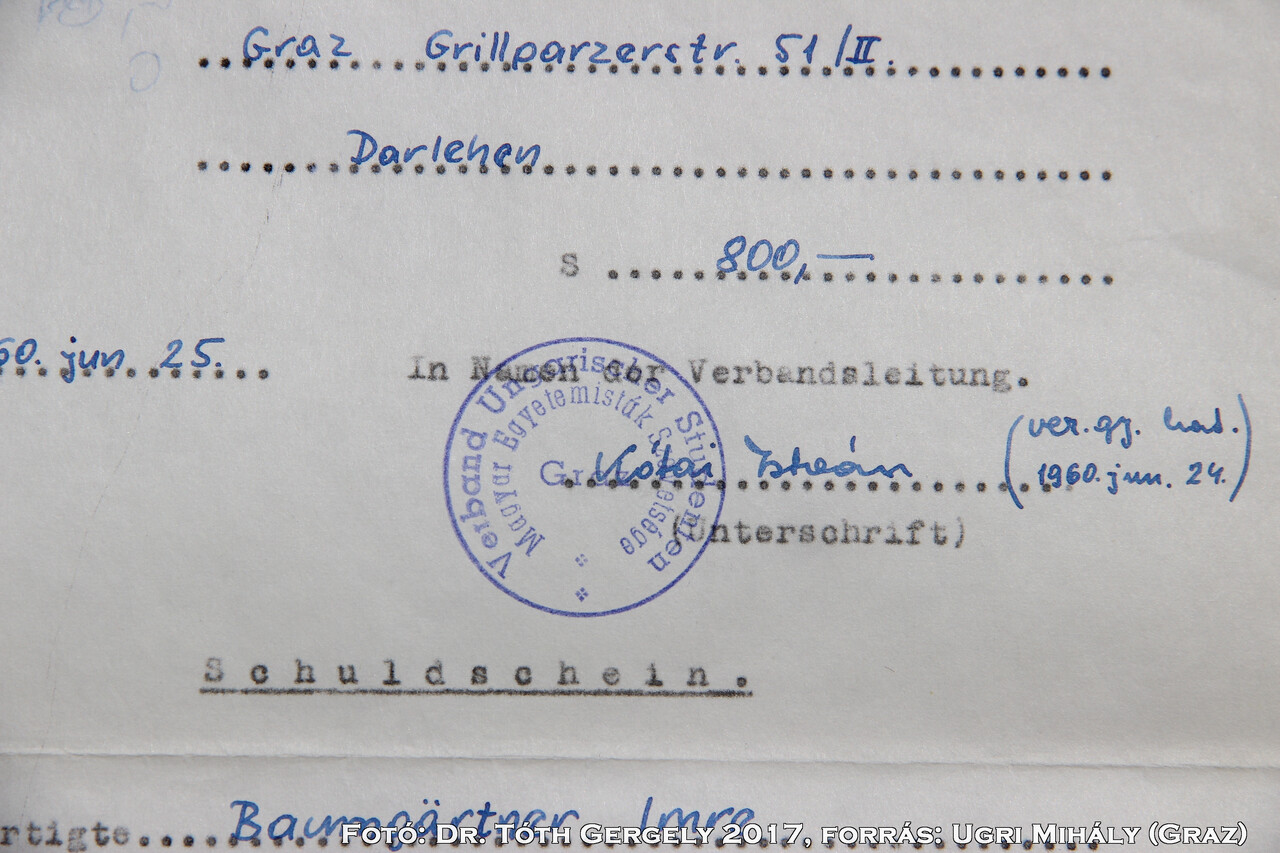 Graz Grillparzerstr. 51/II.
Darlehen
S 800,—
60. jun. 25.
In Namen der Verbandsleitung.
Verband Ungarischer Studenten
Magyar Egyetemisták Szövetsége
Graz
Kótai István
(ver. gy. hat.
1960. jun. 24.)
(Unterschrift)
Schuldschein.
rtigte Baumgärtner Imre
Fotó: Dr. Tóth Gergely 2017, forrás: Ugri Mihály (Graz)